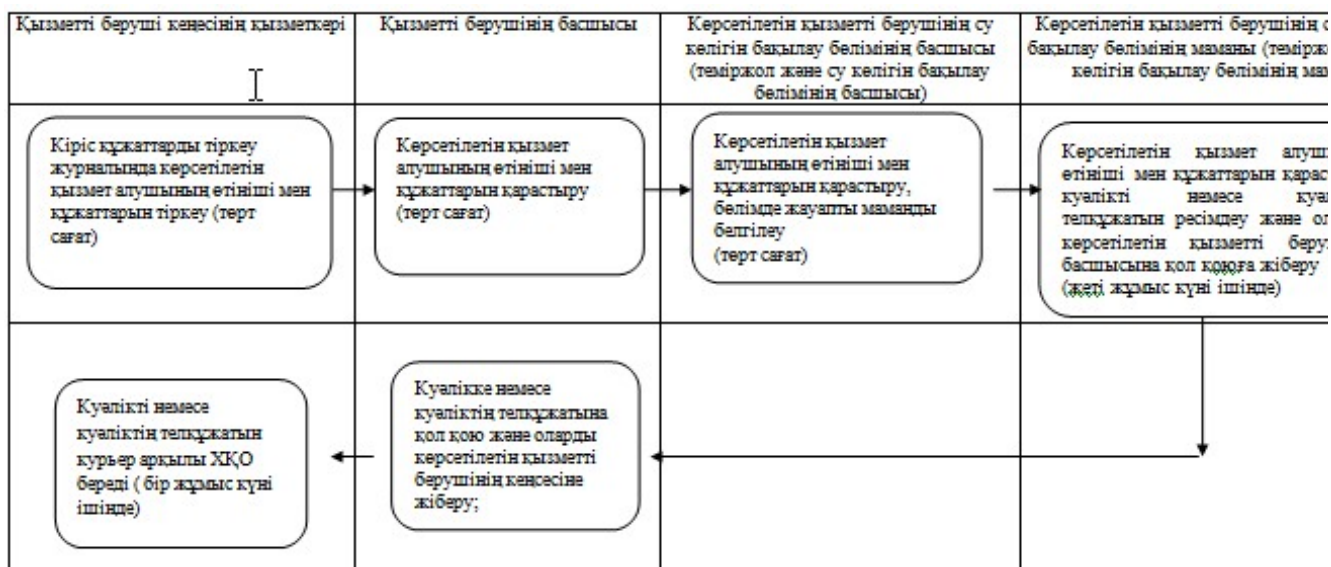 Қызметті беруші кеңесінің қызметкері
Қызметті берушінің басшысы
Көрсетілетін қызметті берушінің су
көлігін бақылау бөлімінің басшысы
(теміржол және су көлігін бақылау
бөлімінің басшысы)
Көрсетілетін қызметті берушінің
бақылау бөлімінің маманы
көлігін бақылау бөлімінің
Кіріс құжаттарды тіркеу
журналында көрсетілетін
қызмет алушының өтініші мен
құжаттарын тіркеу (төрт
сағат)
Көрсетілетін қызмет
алушының өтініші мен
құжаттарын қарастыру
(төрт сағат)
Көрсетілетін қызмет
алушының өтініші мен
құжаттарын қарастыру,
бөлімде жауапты маманды
белгілеу
(төрт сағат)
Көрсетілетін қызмет
өтініші мен құжаттарын
куәлікті немесе
телқұжатын ресімдеу және
көрсетілетін қызметті
басшысына қол қоюға жіберу
(жеті жұмыс күні ішінде)
Куәлікті немесе
куәліктің телқұжатын
курьер арқылы ХҚО
береді ( бір жұмыс күні
ішінде)
Куәлікке немесе
куәліктің телқұжатына
қол қою және оларды
көрсетілетін қызметті
берушінің кеңсесіне
жіберу;